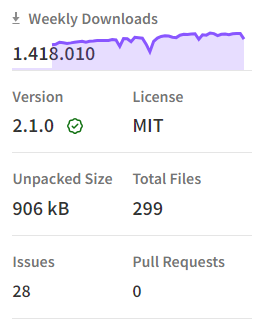 Weekly Downloads
1.418.010
Version License
2.1.0 MIT
Unpacked Size Total Files
906 kB 299
Issues Pull Requests
28 0